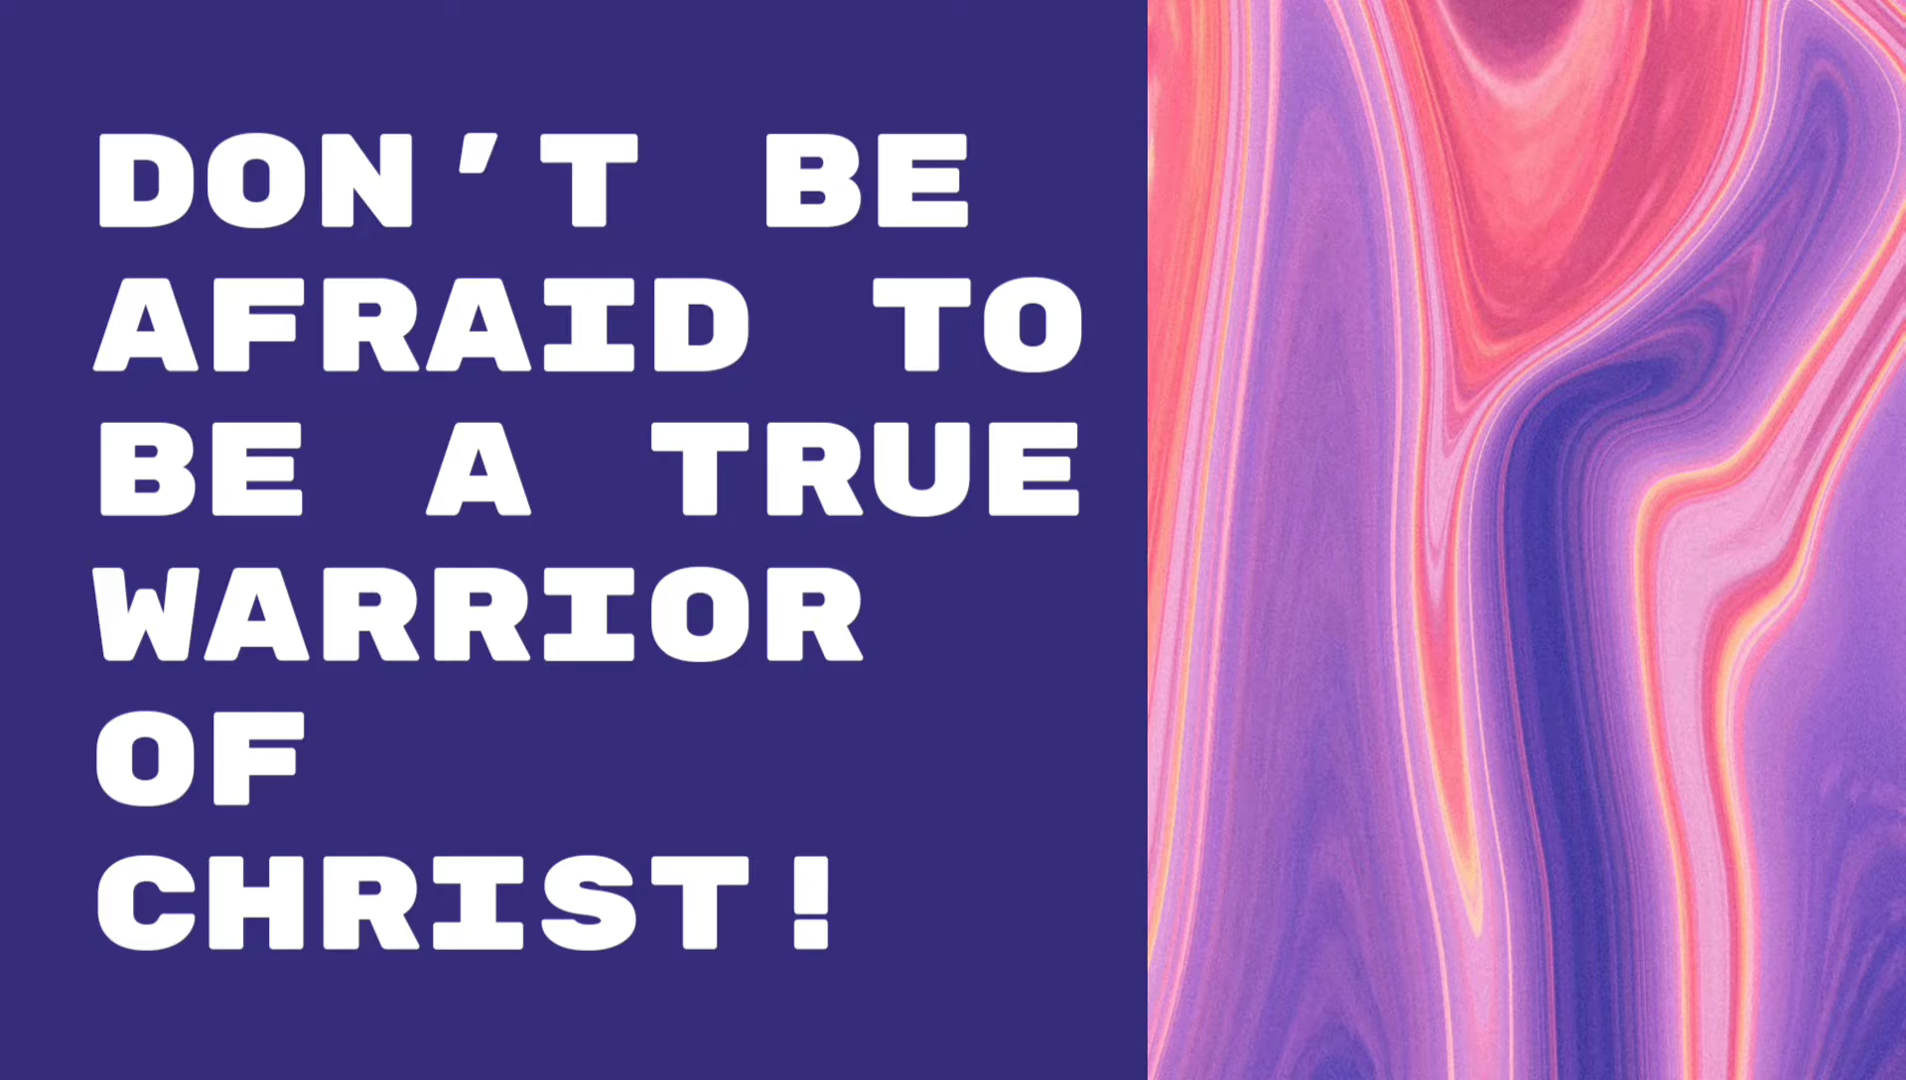 DON'T BE
AFRAID TO
BE A TRUE
WARRIOR
OF
CHRIST!